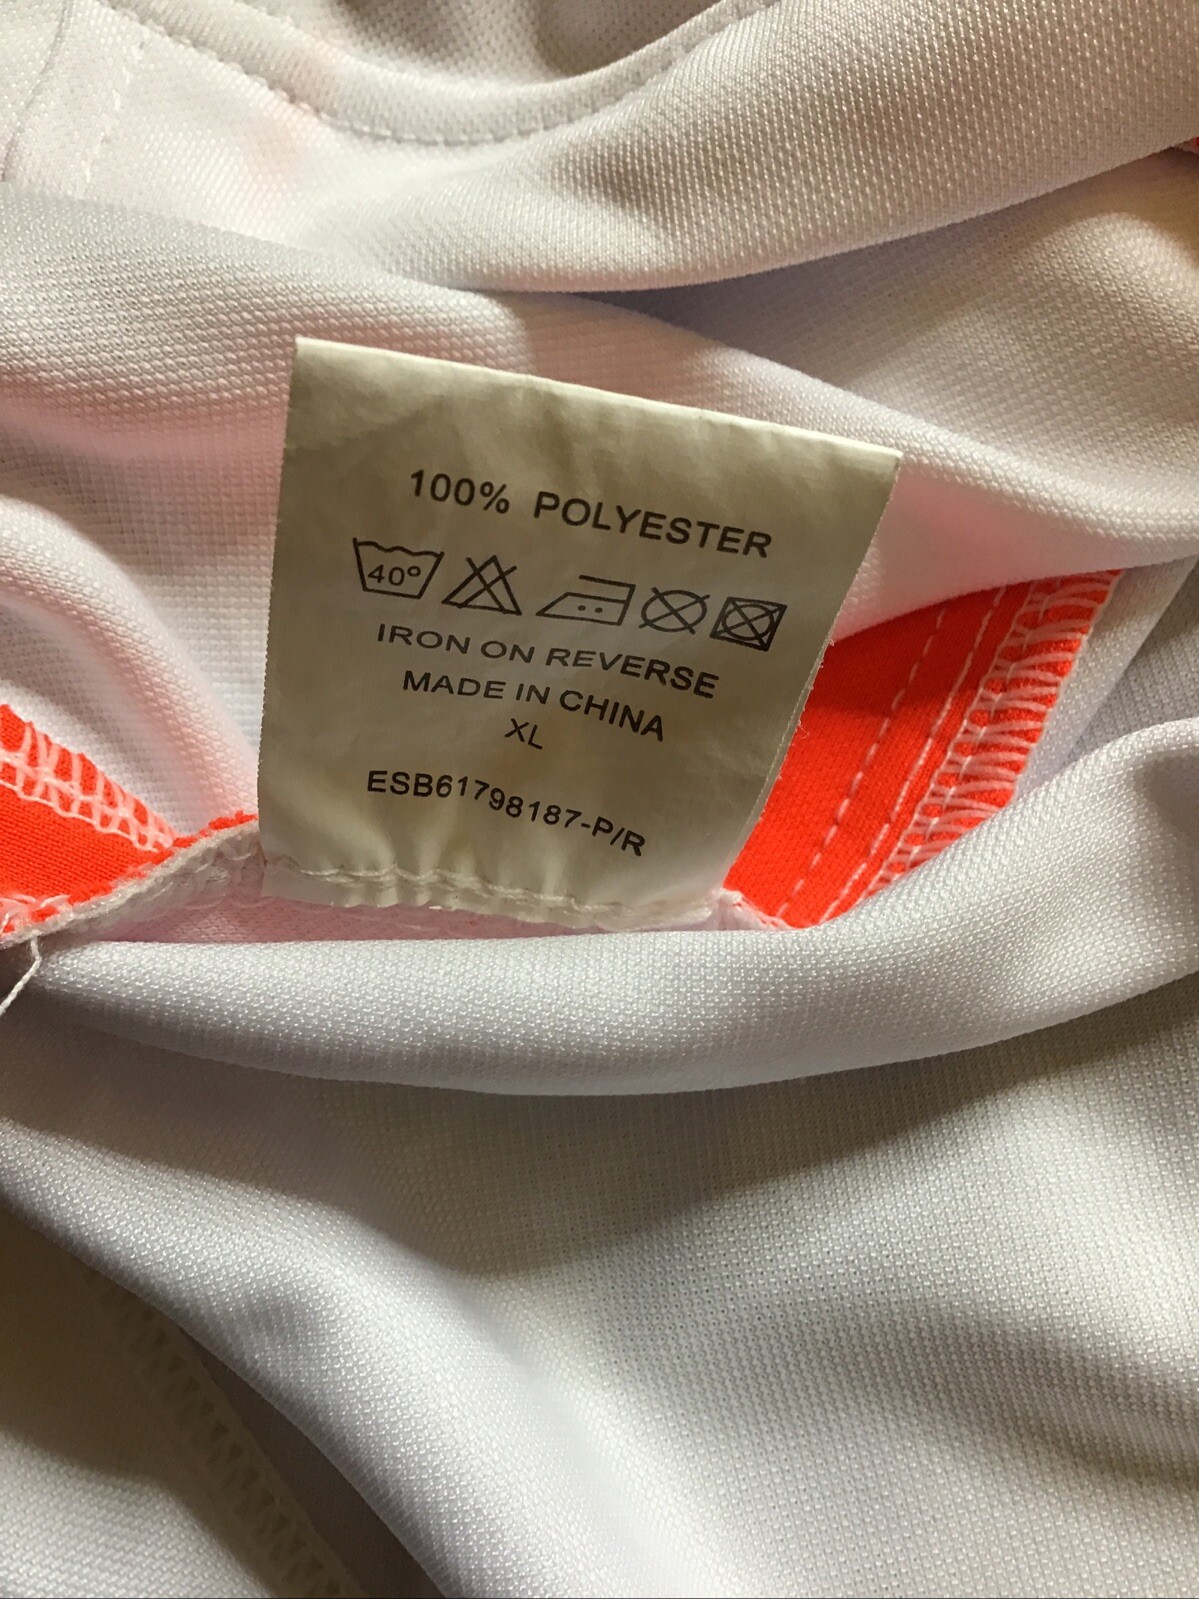 100% POLYESTER
40°
IRON ON REVERSE
MADE IN CHINA
XL
ESB61798187-P/R